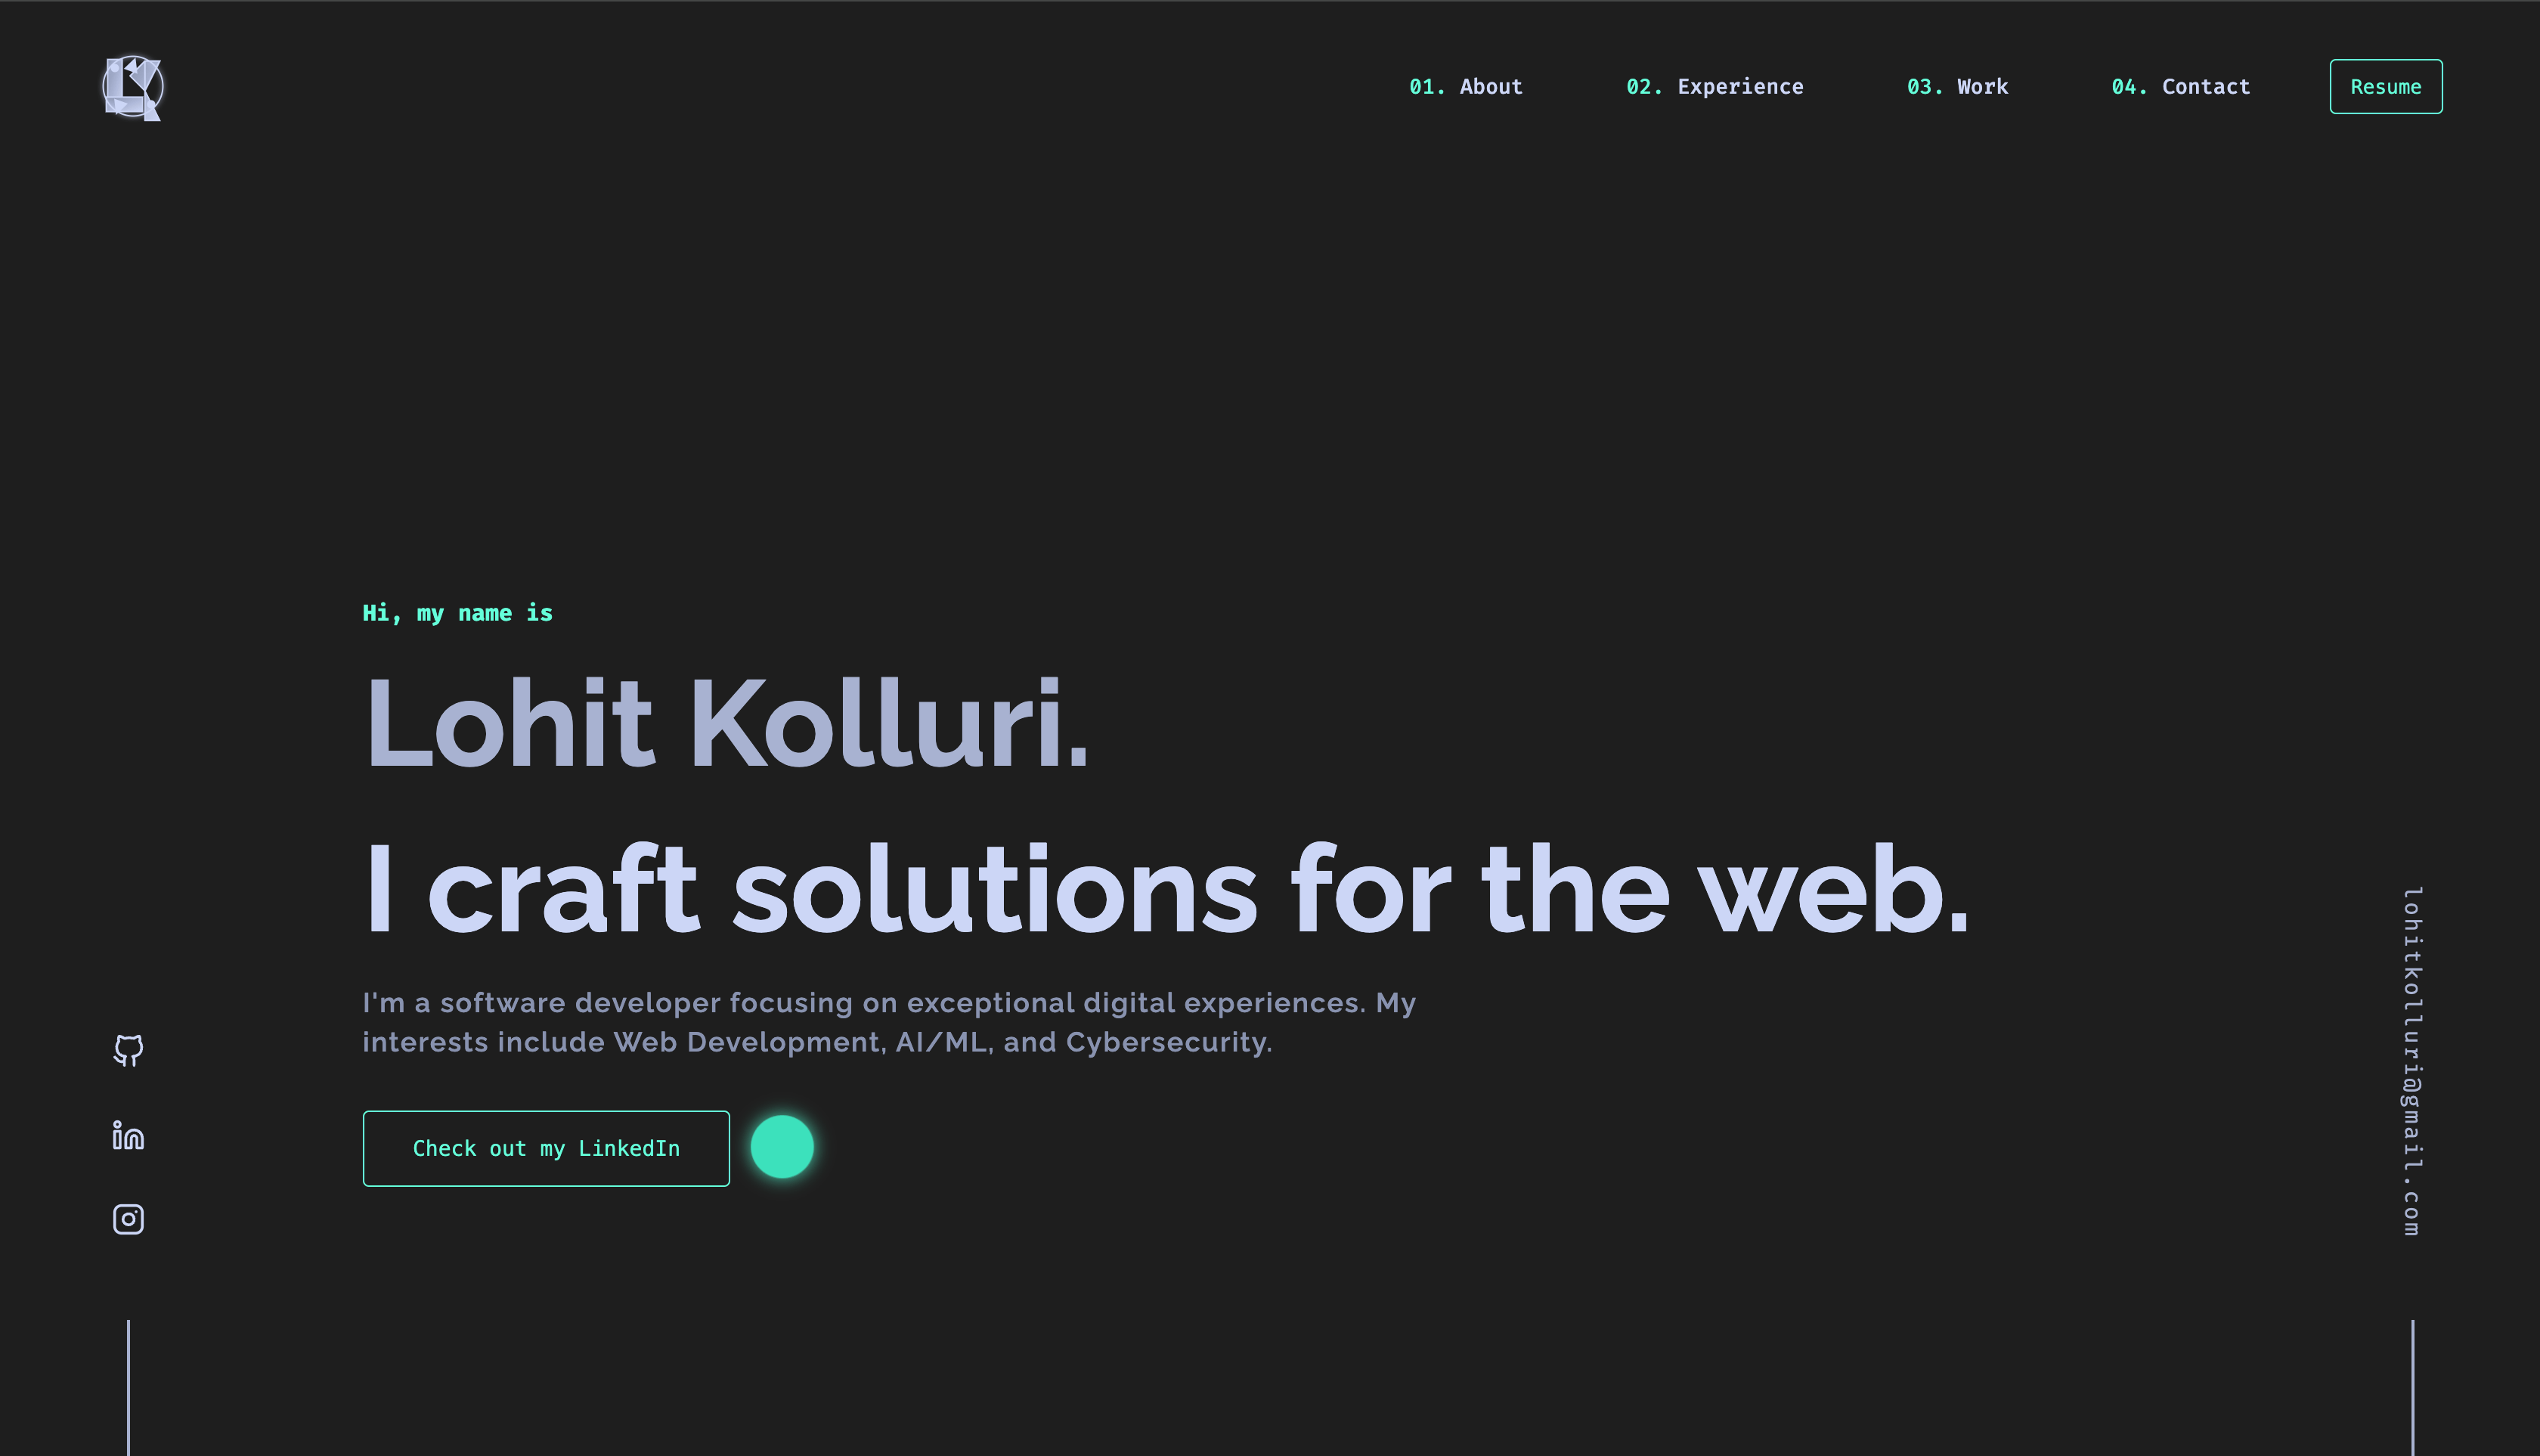 LK
01. About
02. Experience
03. Work
04. Contact
Resume
Hi, my name is
Lohit Kolluri.
I craft solutions for the web.
I'm a software developer focusing on exceptional digital experiences. My
interests include Web Development, AI/ML, and Cybersecurity.
Check out my LinkedIn
in
lohitkolluri@gmail.com